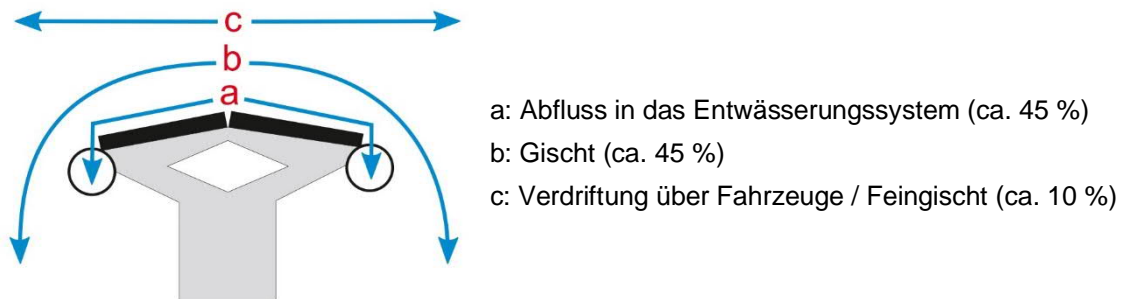 c
b
a
a: Abfluss in das Entwässerungssystem (ca. 45 %)
b: Gischt (ca. 45 %)
c: Verdriftung über Fahrzeuge / Feingischt (ca. 10 %)